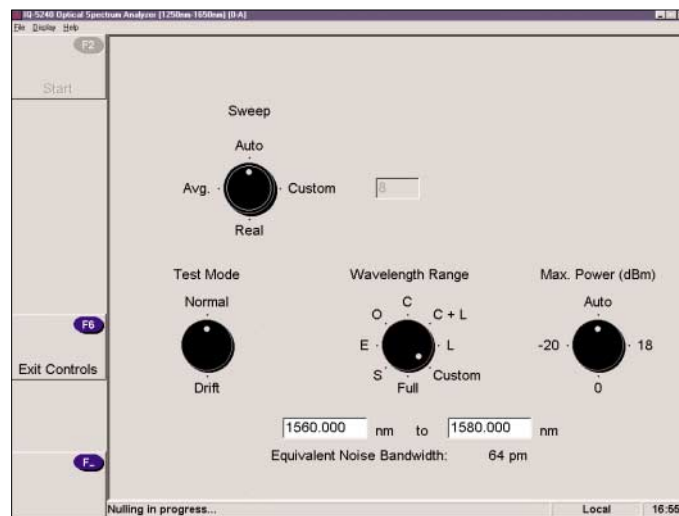 IQ-5240 Optical Spectrum Analyzer [1250nm-1650nm] (0-A)
File Display Help
F2
Start
Sweep
Auto
Avg. Custom 8
Real
Test Mode Wavelength Range Max. Power (dBm)
Normal C Auto
O C + L
F6
E L -20 18
Exit Controls
S Custom
Drift Full 0
1560.000 nm to 1580.000 nm
Equivalent Noise Bandwidth: 64 pm
F_
Nulling in progress... Local 16:55